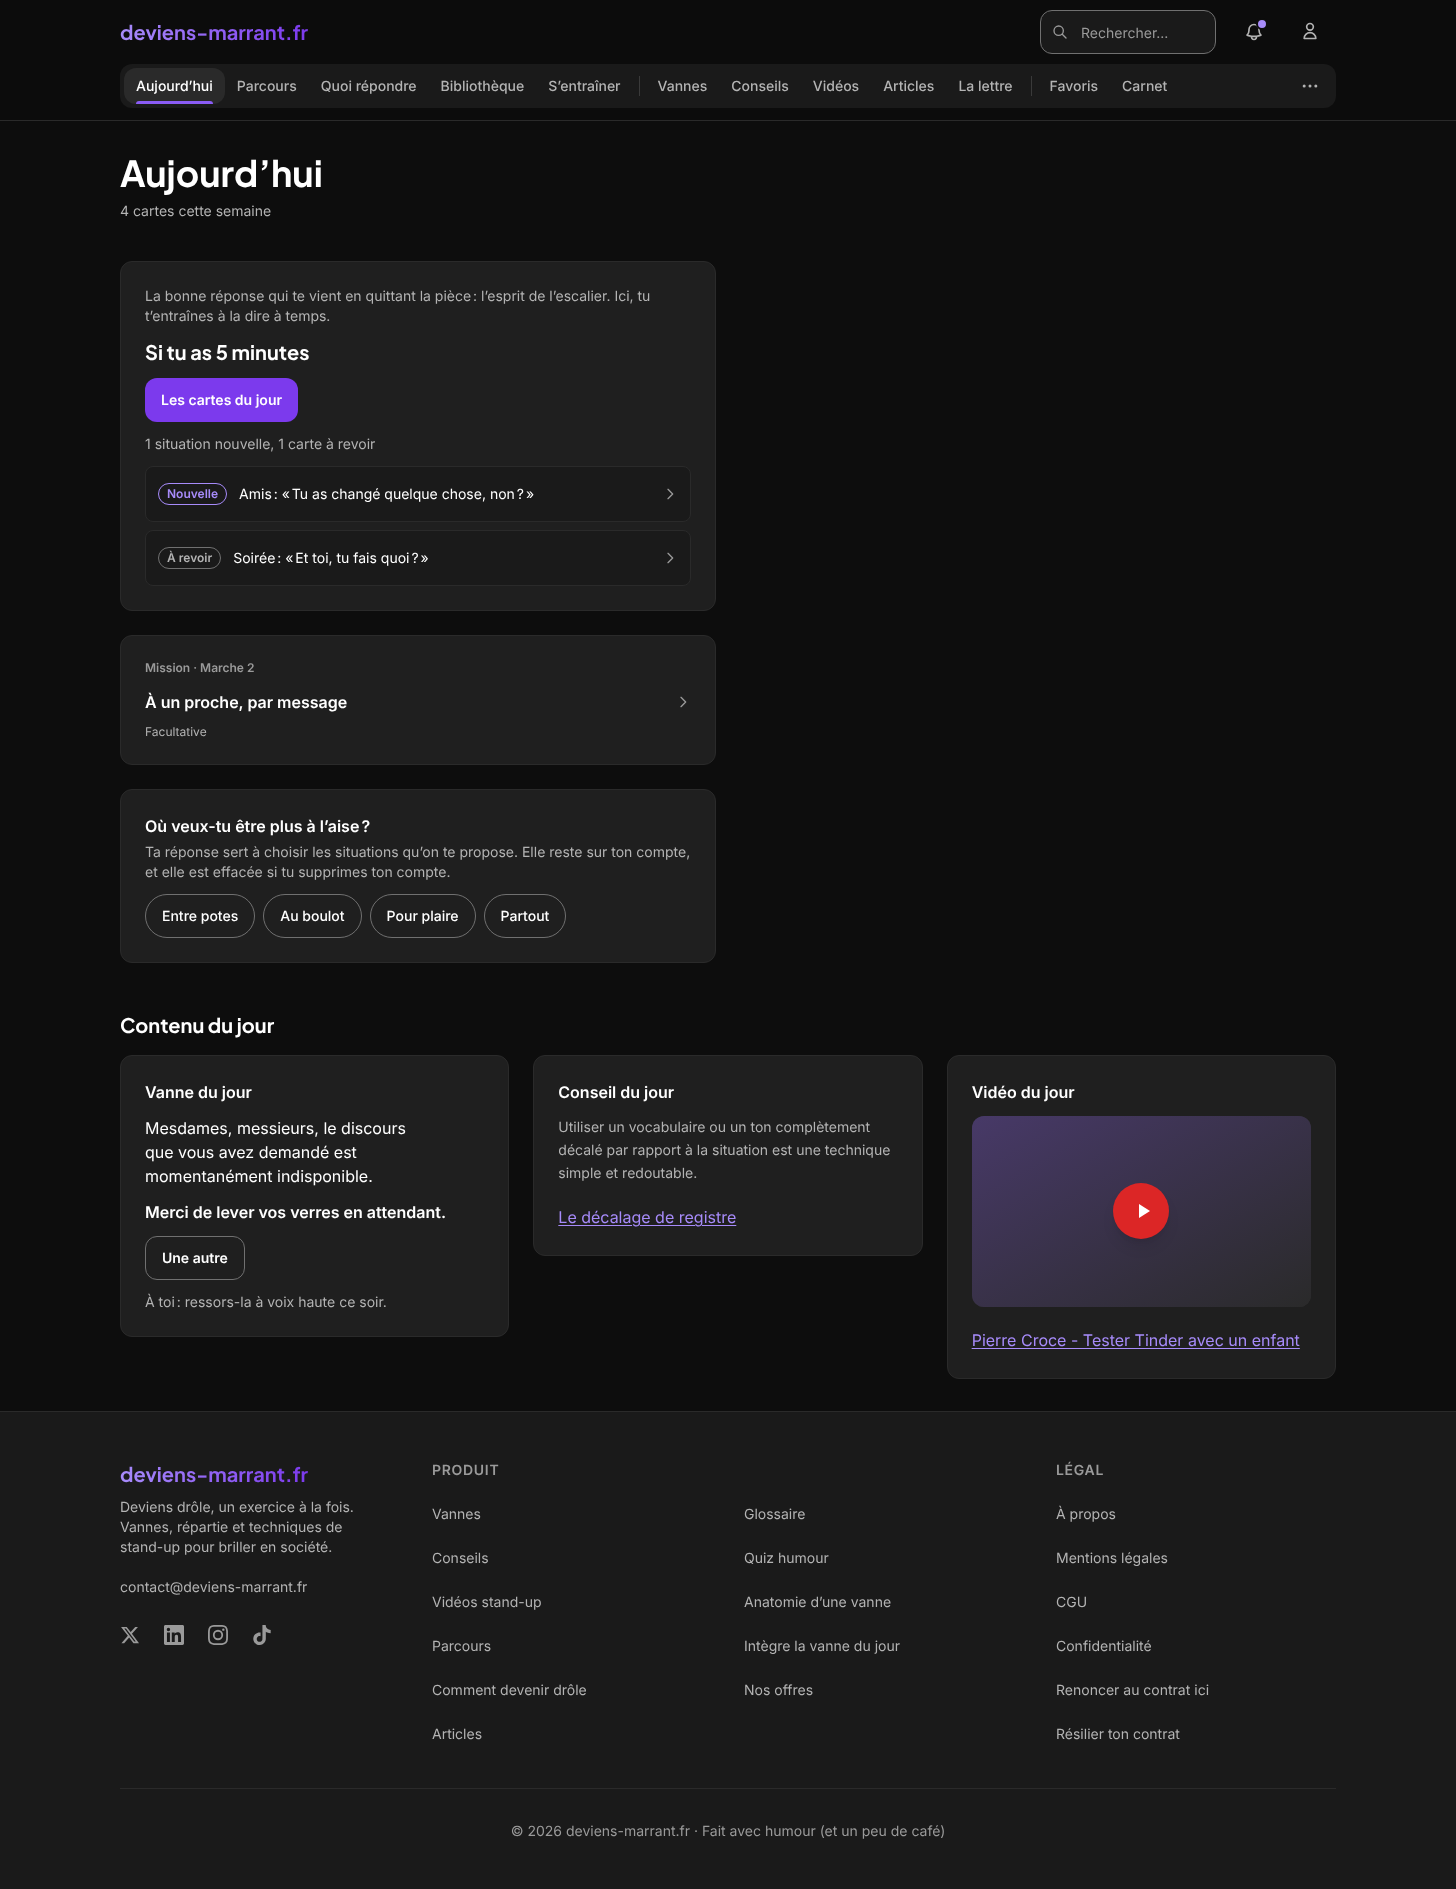 deviens-marrant.fr
Rechercher...
Aujourd’hui Parcours Quoi répondre Bibliothèque S’entraîner Vannes Conseils Vidéos Articles La lettre Favoris Carnet
Aujourd’hui
4 cartes cette semaine
La bonne réponse qui te vient en quittant la pièce : l’esprit de l’escalier. Ici, tu
t’entraînes à la dire à temps.
Si tu as 5 minutes
Les cartes du jour
1 situation nouvelle, 1 carte à revoir
Nouvelle Amis : « Tu as changé quelque chose, non ? »
À revoir Soirée : « Et toi, tu fais quoi ? »
Mission · Marche 2
À un proche, par message
Facultative
Où veux-tu être plus à l’aise ?
Ta réponse sert à choisir les situations qu’on te propose. Elle reste sur ton compte,
et elle est effacée si tu supprimes ton compte.
Entre potes Au boulot Pour plaire Partout
Contenu du jour
Vanne du jour
Mesdames, messieurs, le discours
que vous avez demandé est
momentanément indisponible.
Merci de lever vos verres en attendant.
Une autre
À toi : ressors-la à voix haute ce soir.
Conseil du jour
Utiliser un vocabulaire ou un ton complètement
décalé par rapport à la situation est une technique
simple et redoutable.
Le décalage de registre
Vidéo du jour
Pierre Croce - Tester Tinder avec un enfant
deviens-marrant.fr
Deviens drôle, un exercice à la fois.
Vannes, répartie et techniques de
stand-up pour briller en société.
contact@deviens-marrant.fr
PRODUIT
Vannes
Conseils
Vidéos stand-up
Parcours
Comment devenir drôle
Articles
Glossaire
Quiz humour
Anatomie d’une vanne
Intègre la vanne du jour
Nos offres
LÉGAL
À propos
Mentions légales
CGU
Confidentialité
Renoncer au contrat ici
Résilier ton contrat
© 2026 deviens-marrant.fr · Fait avec humour (et un peu de café)